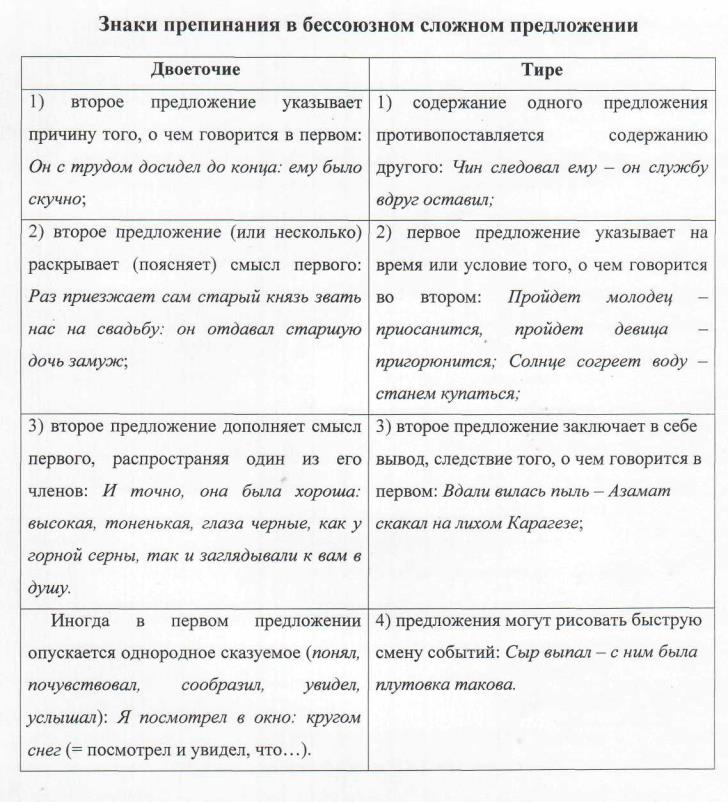 Знаки препинания в бессоюзном сложном предложении
Двоеточие
Тире
1) второе предложение указывает
причину того, о чем говорится в первом:
Он с трудом досидел до конца: ему было
скучно;
1) содержание одного предложения
противопоставляется содержанию
другого: Чин следовал ему – он службу
вдруг оставил;
2) второе предложение (или несколько)
раскрывает (поясняет) смысл первого:
Раз приезжает сам старый князь звать
нас на свадьбу: он отдавал старшую
дочь замуж;
2) первое предложение указывает на
время или условие того, о чем говорится
во втором: Пройдет молодец –
приосанится, пройдет девица –
пригорюнится; Солнце согреет воду –
станем купаться;
3) второе предложение дополняет смысл
первого, распространяя один из его
членов: И точно, она была хороша:
высокая, тоненькая, глаза черные, как у
горной серны, так и заглядывали к вам в
душу.
3) второе предложение заключает в себе
вывод, следствие того, о чем говорится в
первом: Вдали вилась пыль – Азамат
скакал на лихом Карагезе;
Иногда в первом предложении
опускается однородное сказуемое (понял,
почувствовал, сообразил, увидел,
услышал): Я посмотрел в окно: кругом
снег (= посмотрел и увидел, что…).
4) предложения могут рисовать быструю
смену событий: Сыр выпал – с ним была
плутовка такова.